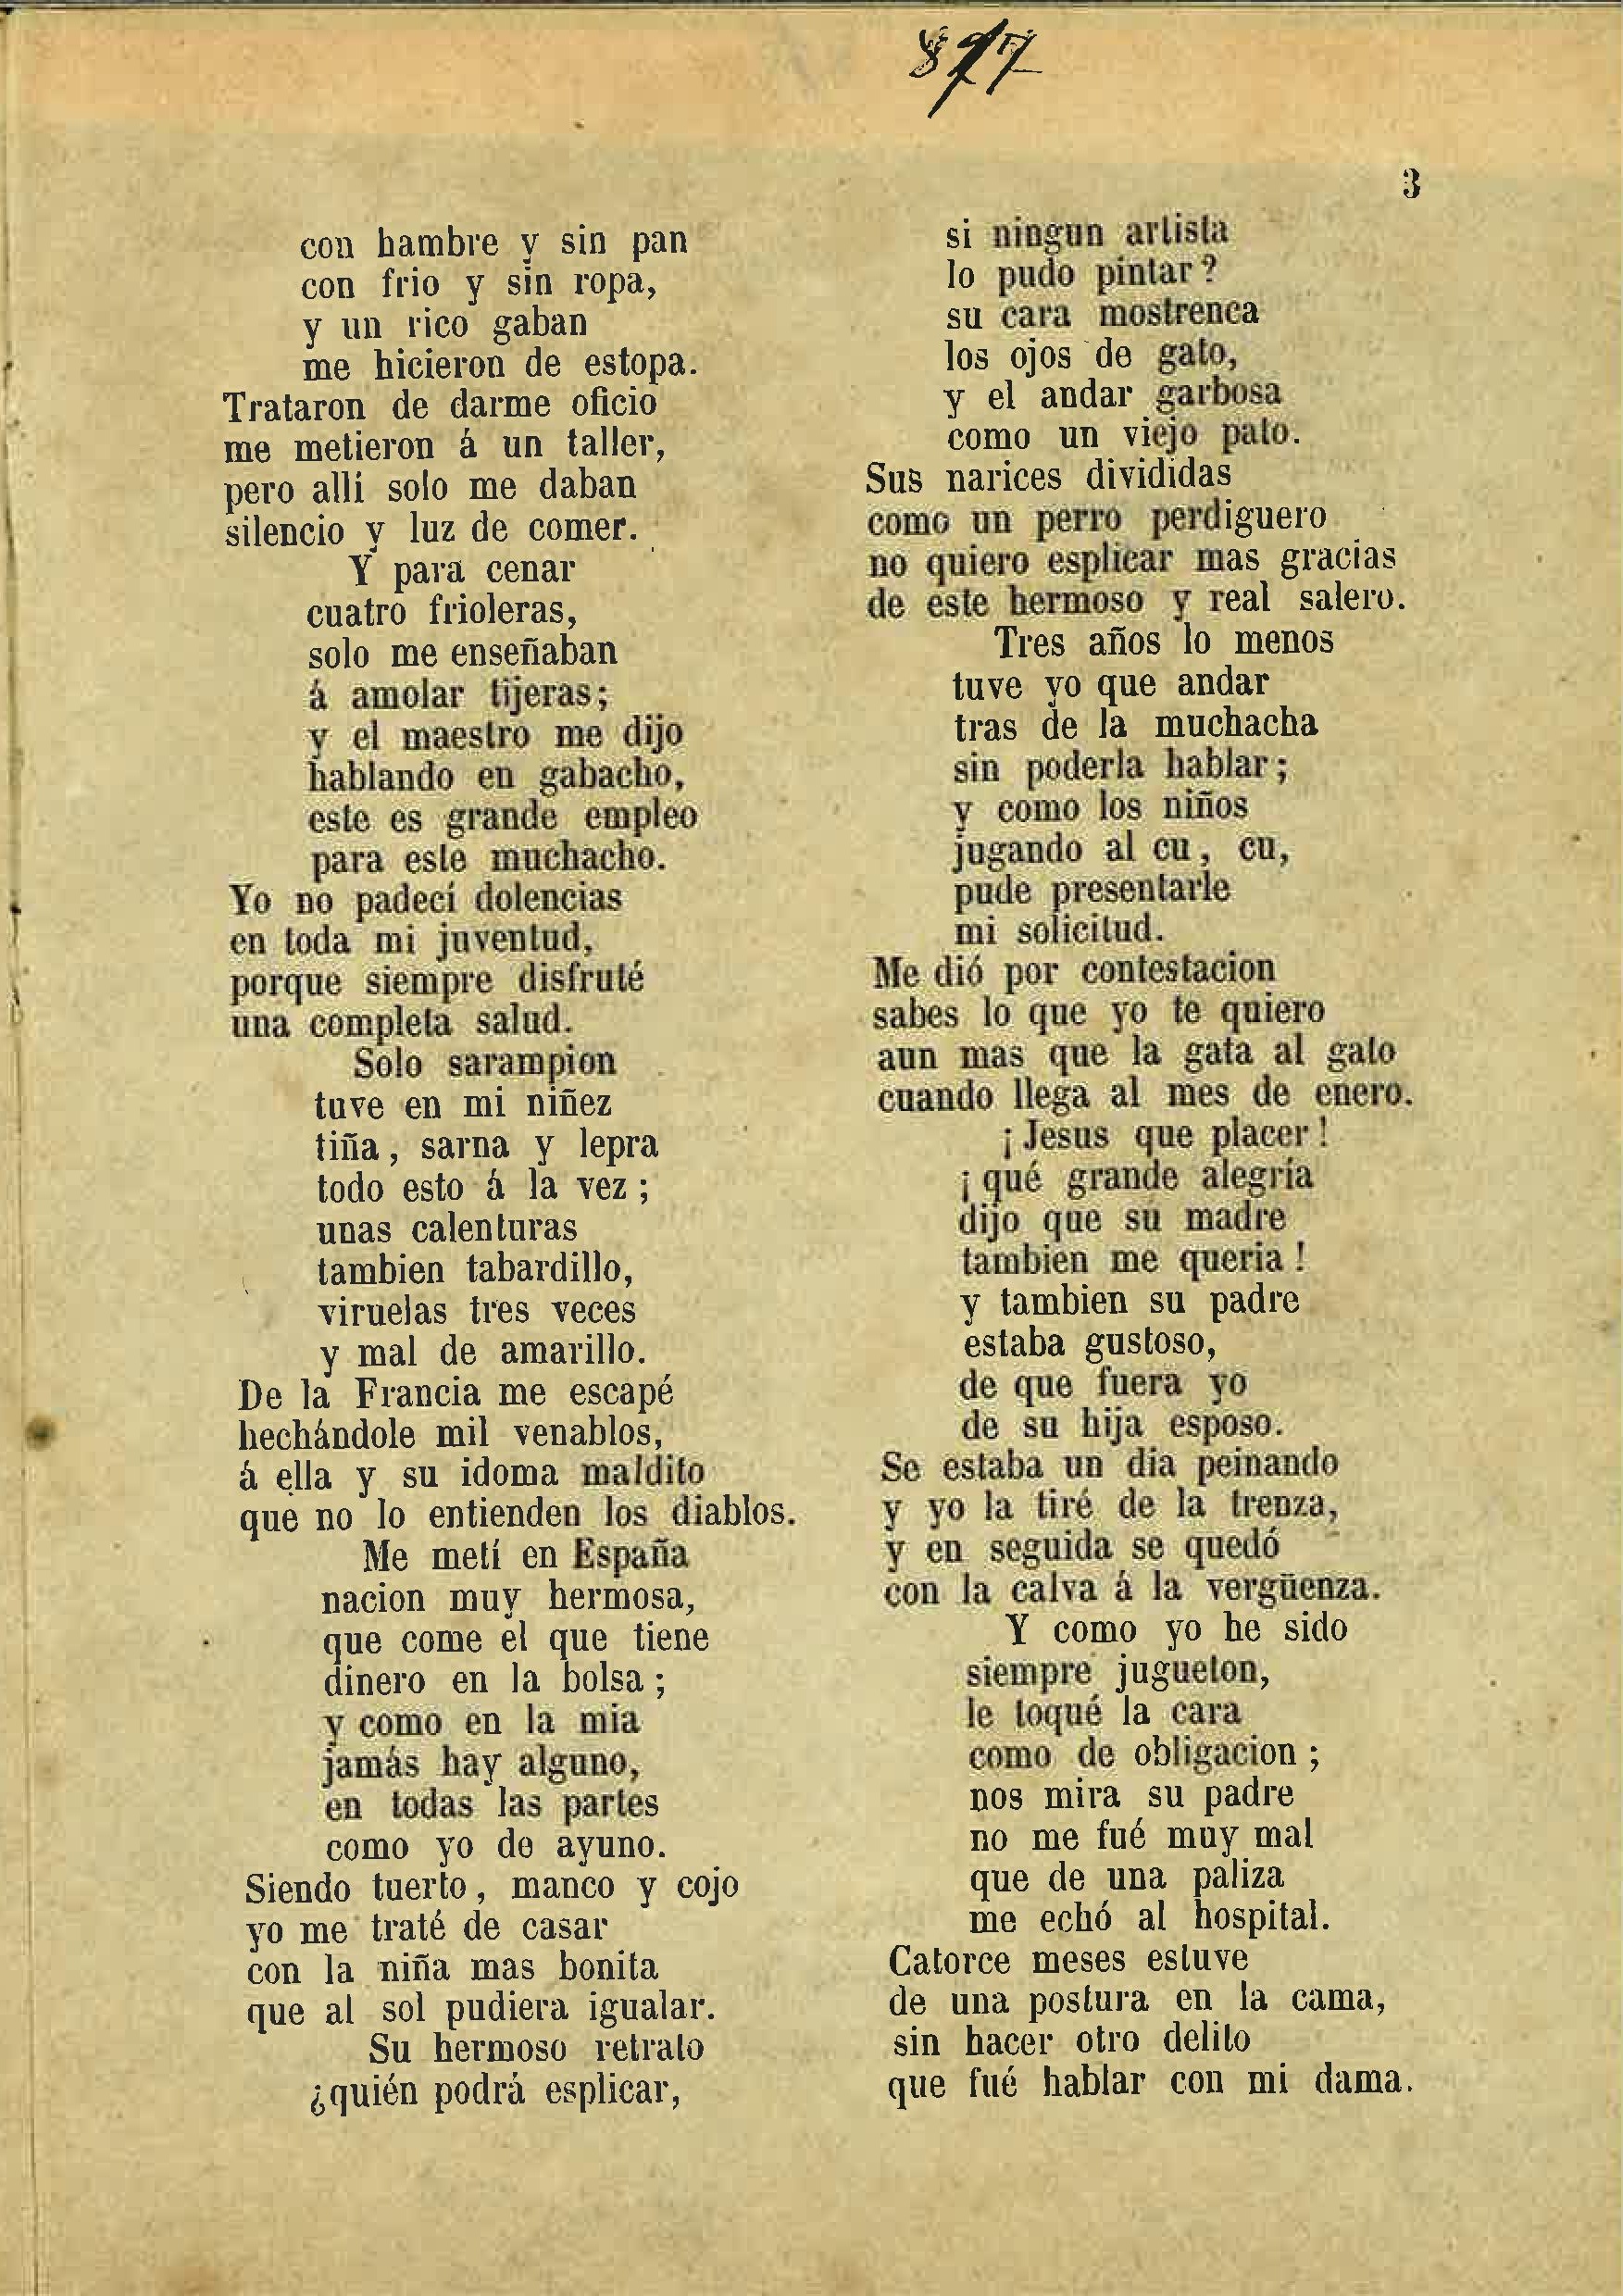 877
3
con hambre y sin pan
con frio y sin ropa,
y un rico gaban
me hicieron de estopa.
Trataron de darme oficio
me metieron á un taller,
pero alli solo me daban
silencio y luz de comer.
Y para cenar
cuatro frioleras,
solo me enseñaban
á amolar tijeras;
y el maestro me dijo
hablando en gabacho,
este es grande empleo
para este muchacho.
Yo no padecí dolencias
en toda mi juventud,
porque siempre disfruté
una completa salud.
Solo sarampion
tuve en mi niñez
tiña, sarna y lepra
todo esto á la vez;
unas calenturas
tambien tabardillo,
viruelas tres veces
y mal de amarillo.
De la Francia me escapé
hechándole mil venablos,
á ella y su idoma maldito
que no lo entienden los diablos.
Me metí en España
nacion muy hermosa,
que come el que tiene
dinero en la bolsa;
y como en la mia
jamás hay alguno,
en todas las partes
como yo de ayuno.
Siendo tuerto, manco y cojo
yo me traté de casar
con la niña mas bonita
que al sol pudiera igualar.
Su hermoso retrato
¿quién podrá esplicar,
si ningun artista
lo pudo pintar?
su cara mostrenca
los ojos de gato,
y el andar garbosa
como un viejo pato.
Sus narices divididas
como un perro perdiguero
no quiero esplicar mas gracias
de este hermoso y real salero.
Tres años lo menos
tuve yo que andar
tras de la muchacha
sin poderla hablar;
y como los niños
jugando al cu, cu,
pude presentarle
mi solicitud.
Me dió por contestacion
sabes lo que yo te quiero
aun mas que la gata al gato
cuando llega al mes de enero.
¡Jesus que placer!
¡qué grande alegría
dijo que su madre
tambien me queria!
y tambien su padre
estaba gustoso,
de que fuera yo
de su hija esposo.
Se estaba un dia peinando
y yo la tiré de la trenza,
y en seguida se quedó
con la calva á la vergüenza.
Y como yo he sido
siempre jugueton,
le toqué la cara
como de obligacion;
nos mira su padre
no me fué muy mal
que de una paliza
me echó al hospital.
Catorce meses estuve
de una postura en la cama,
sin hacer otro delito
que fué hablar con mi dama.